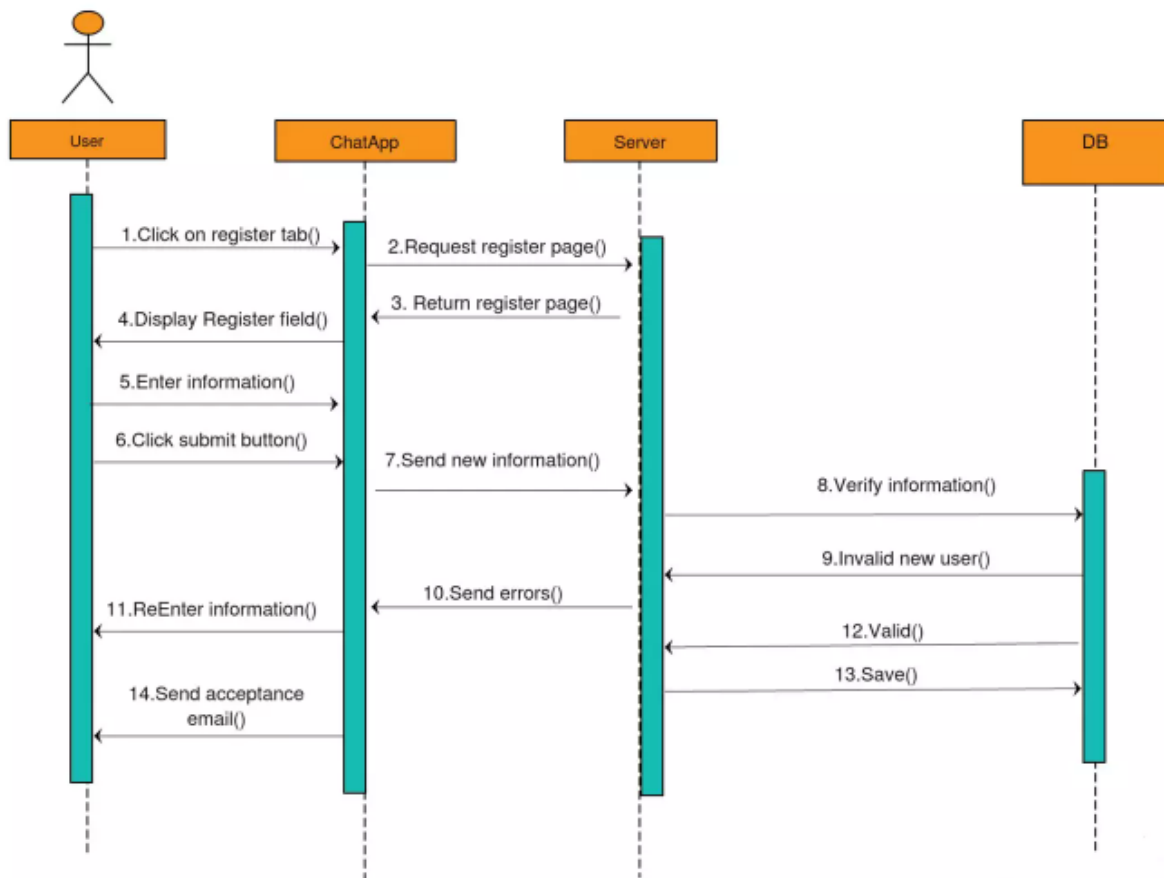 User
ChatApp
Server
DB
1.Click on register tab()
2.Request register page()
3. Return register page()
4.Display Register field()
5.Enter information()
6.Click submit button()
7.Send new information()
8.Verify information()
9.Invalid new user()
10.Send errors()
11.ReEnter information()
12.Valid()
13.Save()
14.Send acceptance
email()